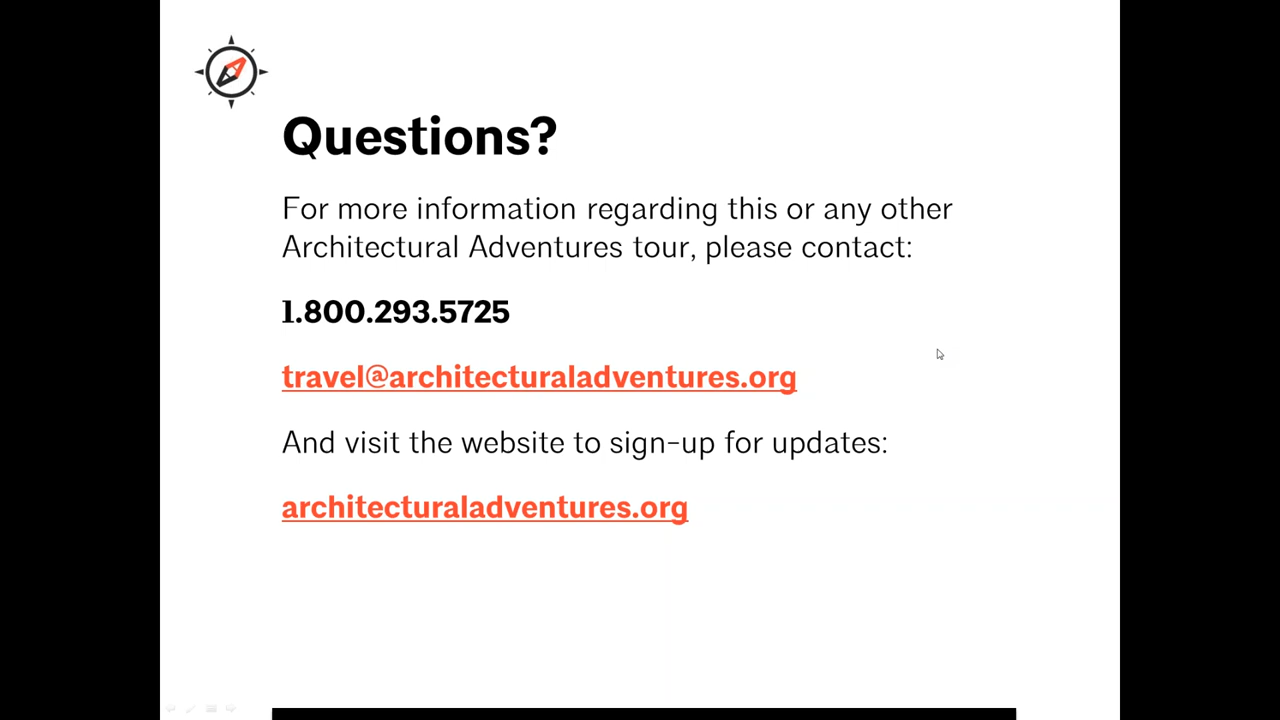 Questions?
For more information regarding this or any other
Architectural Adventures tour, please contact:
1.800.293.5725
travel@architecturaladventures.org
And visit the website to sign-up for updates:
architecturaladventures.org